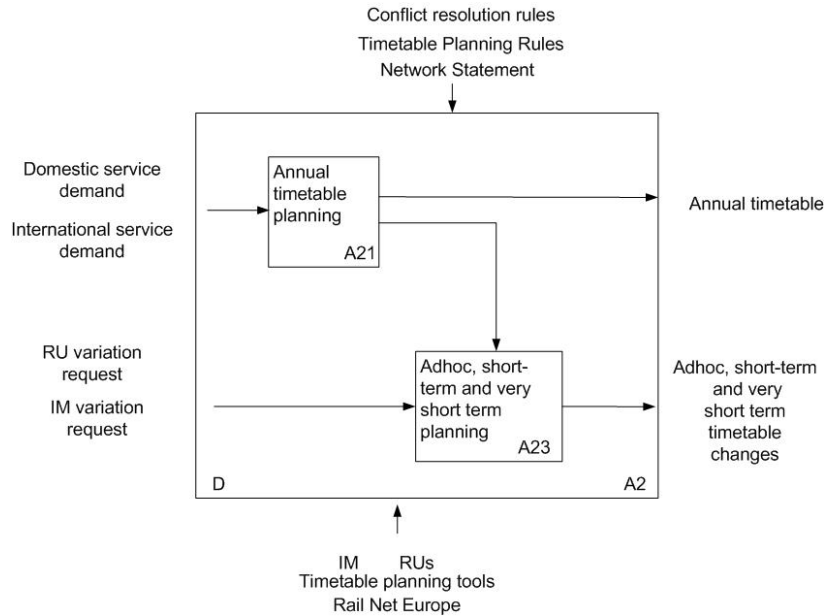 Conflict resolution rules
Timetable Planning Rules
Network Statement
Domestic service
demand
International service
demand
Annual
timetable
planning
A21
Annual timetable
RU variation
request
IM variation
request
Adhoc, short-
term and very
short term
planning
A23
Adhoc, short-term
and very
short term
timetable
changes
D
A2
IM RUs
Timetable planning tools
Rail Net Europe